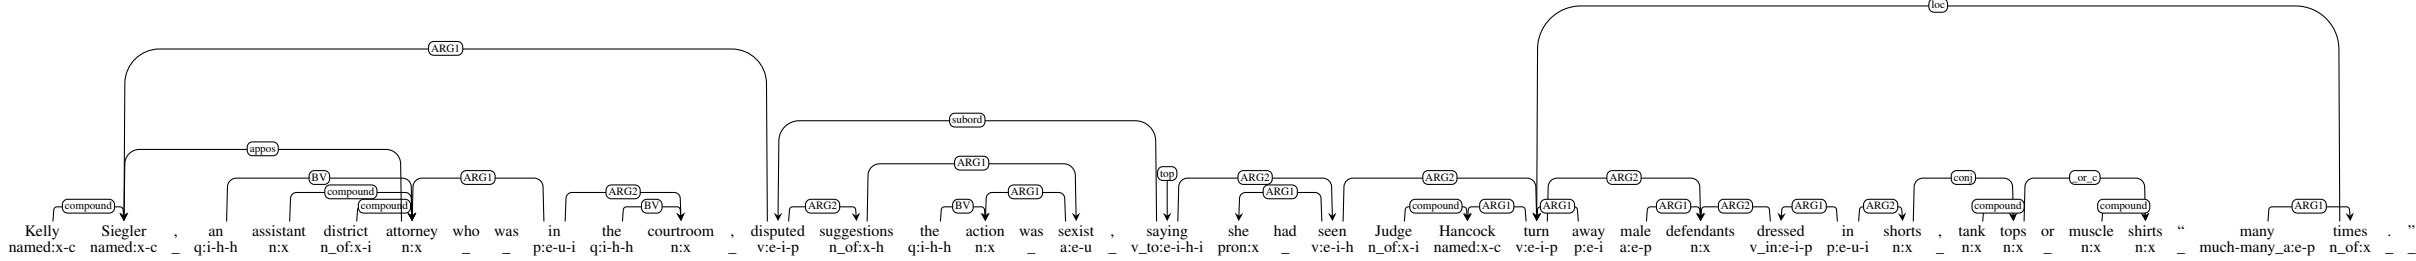 loc
ARG1
subord
appos
ARG1
top
BV ARG1 ARG2 ARG2 ARG2 conj _or_c
compound ARG2 ARG1 ARG1
compound compound BV ARG2 BV compound ARG1 ARG1 ARG1 ARG2 ARG1 ARG2 compound compound ARG1
Kelly Siegler , an assistant district attorney who was in the courtroom , disputed suggestions the action was sexist , saying she had seen Judge Hancock turn away male defendants dressed in shorts , tank tops or muscle shirts “ many times . ”
named:x-c named:x-c _ q:i-h-h n:x n_of:x-i n:x _ _ p:e-u-i q:i-h-h n:x _ v:e-i-p n_of:x-h q:i-h-h n:x _ a:e-u _ v_to:e-i-h-i pron:x _ v:e-i-h n_of:x-i named:x-c v:e-i-p p:e-i a:e-p n:x v_in:e-i-p p:e-u-i n:x _ n:x n:x _ n:x n:x _ much-many_a:e-p n_of:x _ _